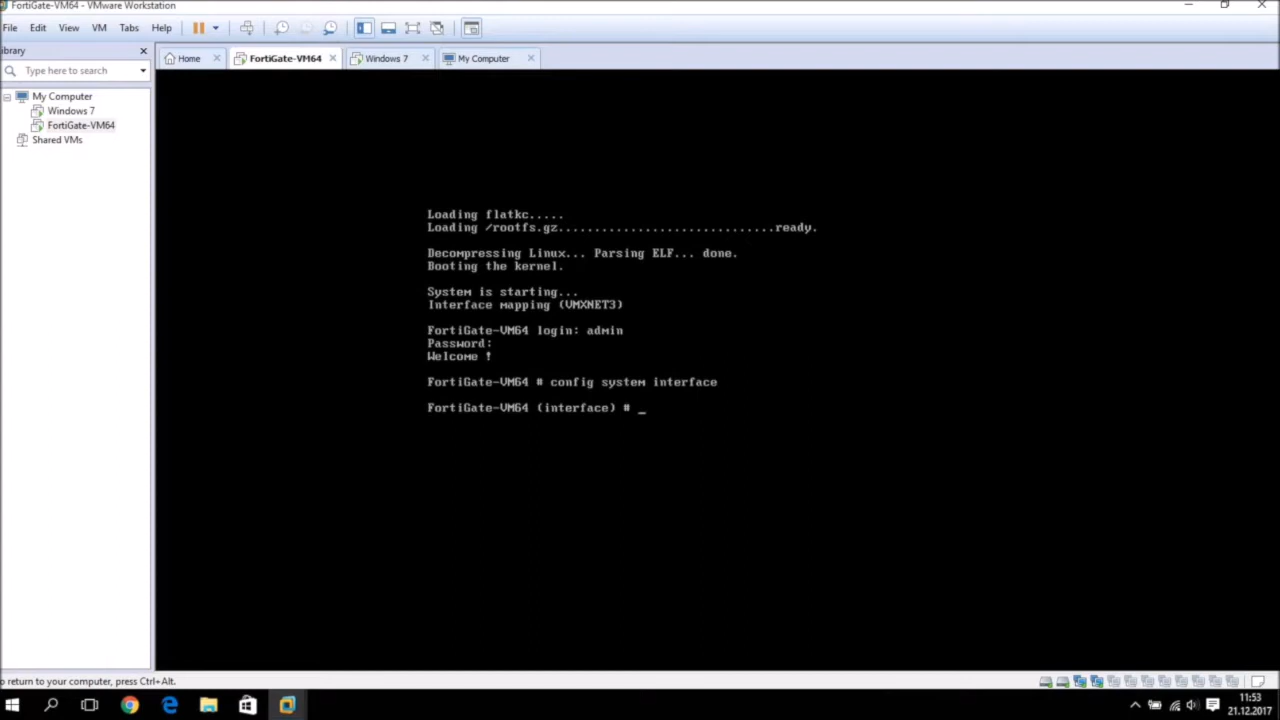 FortiGate-VM64 - VMware Workstation
File Edit View VM Tabs Help
ibrary
Type here to search
My Computer
Windows 7
FortiGate-VM64
Shared VMs
Home FortiGate-VM64 Windows 7 My Computer
Loading flatkc.....
Loading /rootfs.gz..........................ready.
Decompressing Linux... Parsing ELF... done.
Booting the kernel.
System is starting...
Interface mapping (VMXNET3)
FortiGate-VM64 login: admin
Password:
Welcome !
FortiGate-VM64 # config system interface
FortiGate-VM64 (interface) # _
o return to your computer, press Ctrl+Alt.
11:53
21.12.2017